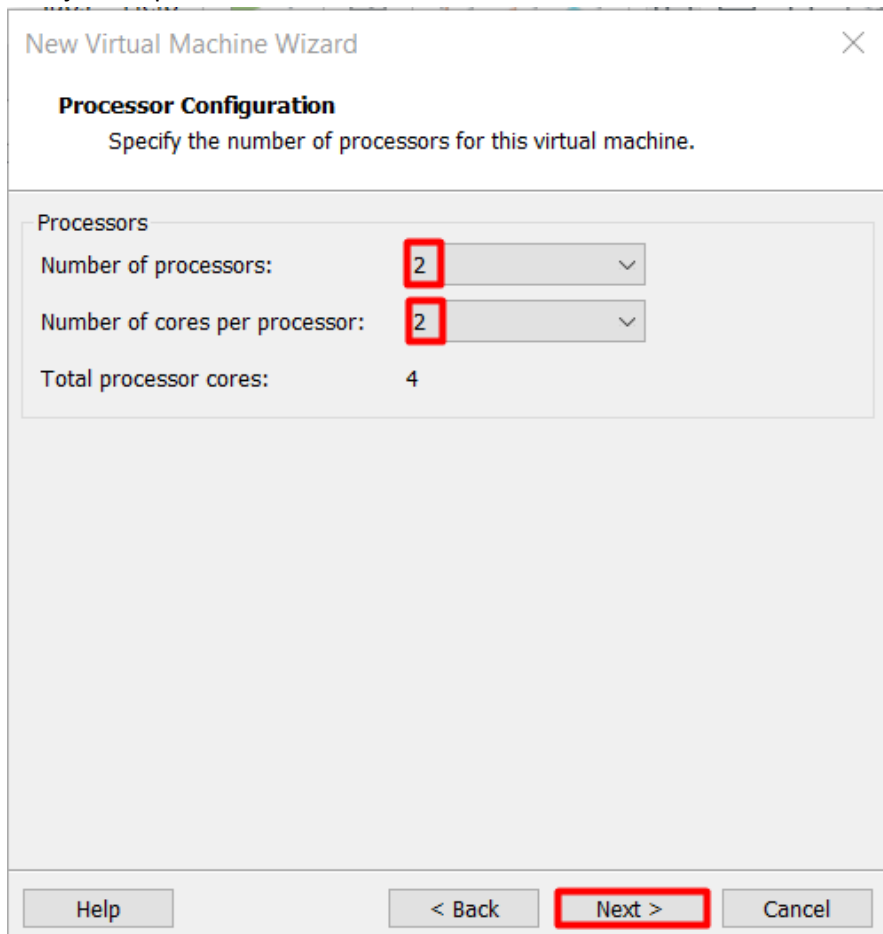 New Virtual Machine Wizard
Processor Configuration
Specify the number of processors for this virtual machine.
Processors
Number of processors: 2
Number of cores per processor: 2
Total processor cores: 4
Help < Back Next > Cancel